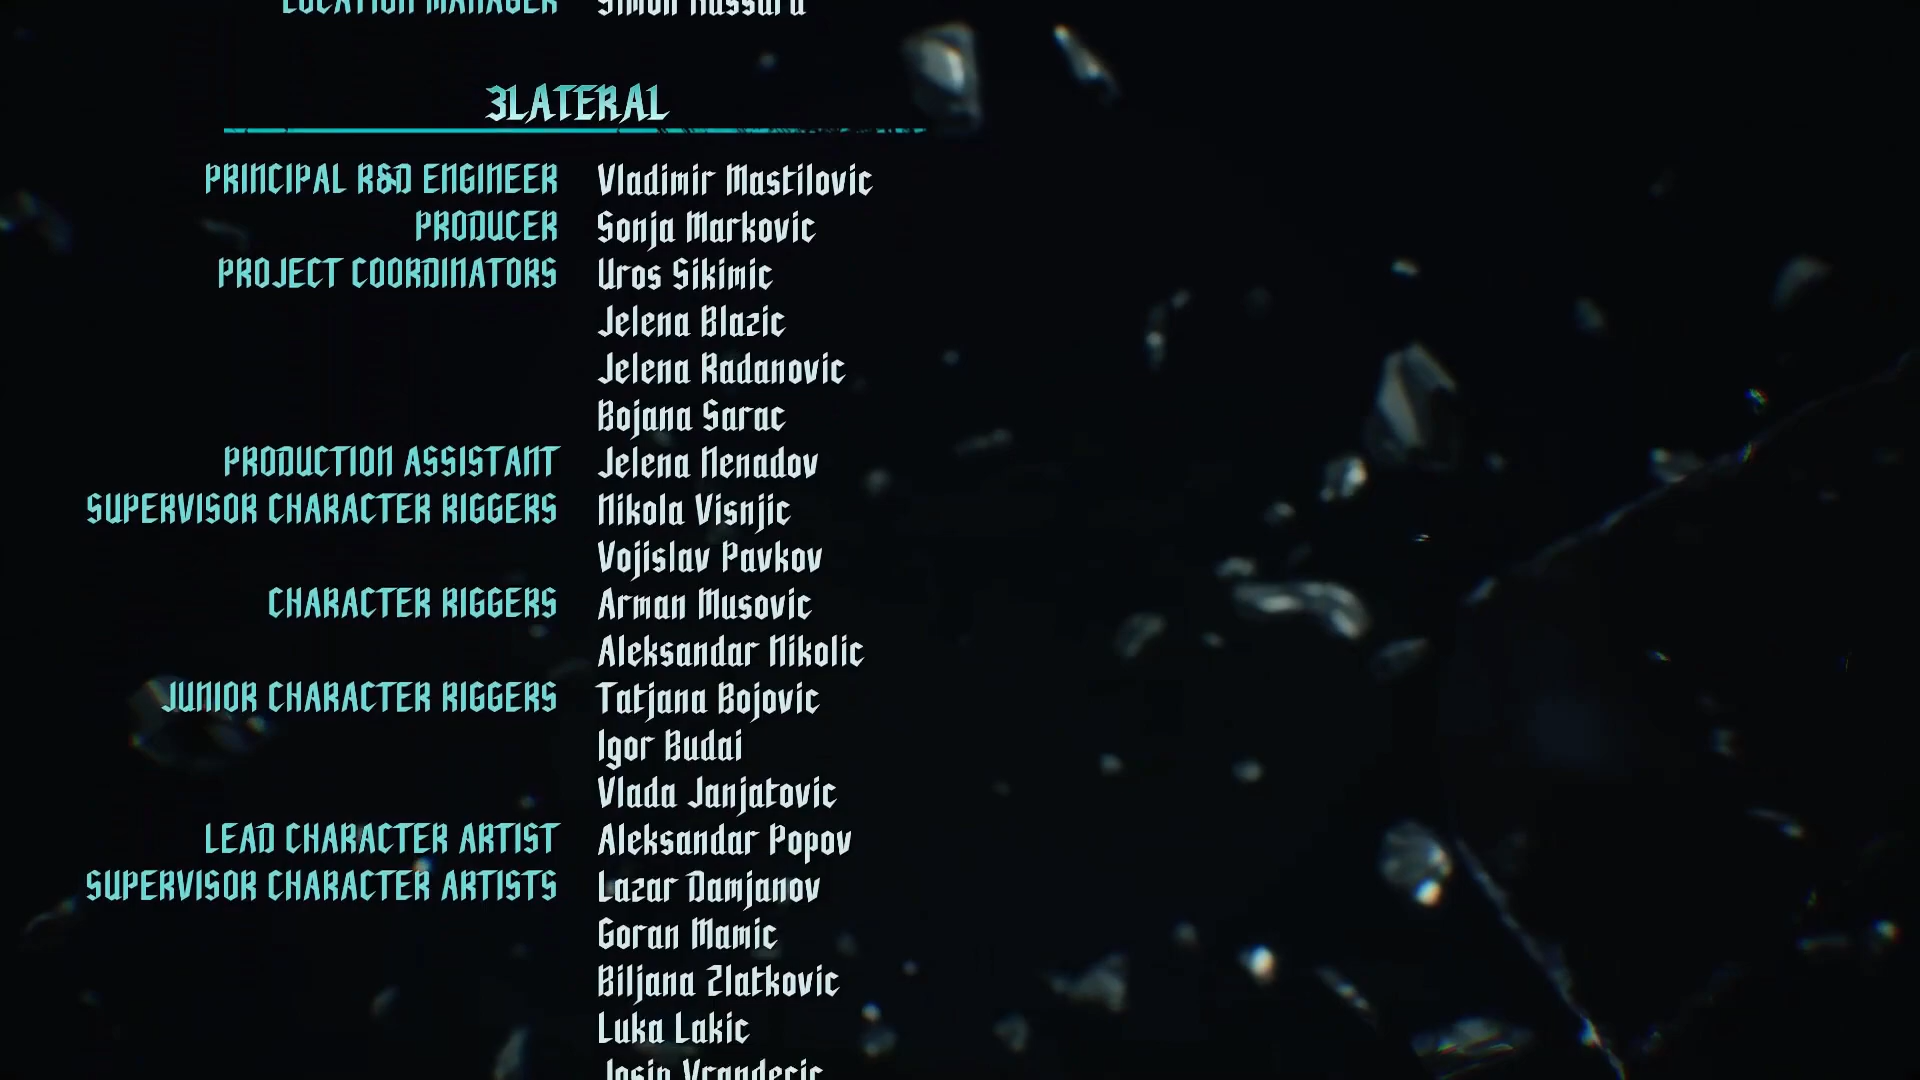 LOCATION MANAGER Simon
3LATERAL
PRINCIPAL R&D ENGINEER Vladimir Mastilovic
PRODUCER Sonja Markovic
PROJECT COORDINATORS Uros Sikimic
Jelena Blazic
Jelena Radanovic
Bojana Sarac
PRODUCTION ASSISTANT Jelena Nenadov
SUPERVISOR CHARACTER RIGGERS Nikola Visnjic
Vojislav Pavkov
CHARACTER RIGGERS Arman Musovic
Aleksandar Nikolic
JUNIOR CHARACTER RIGGERS Tatjana Bojovic
Igor Budai
Vlada Janjatovic
LEAD CHARACTER ARTIST Aleksandar Popov
SUPERVISOR CHARACTER ARTISTS Lazar Damjanov
Goran Mamic
Biljana Zlatkovic
Luka Lakic